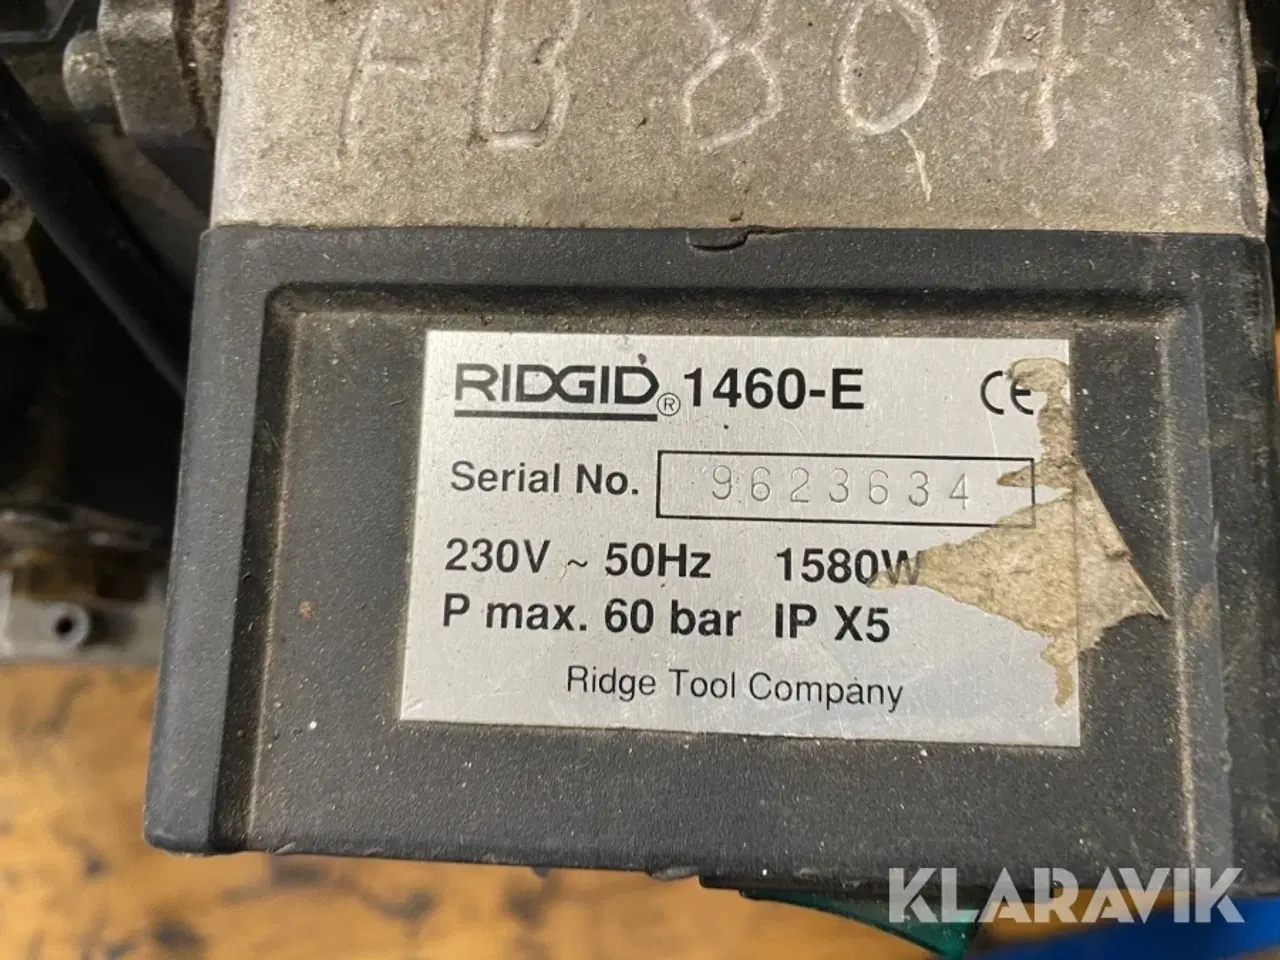 FB 804
RIDGID® 1460-E CE
Serial No. 9623634
230V ~ 50Hz 1580W
P max. 60 bar IP X5
Ridge Tool Company
KLARAVIK